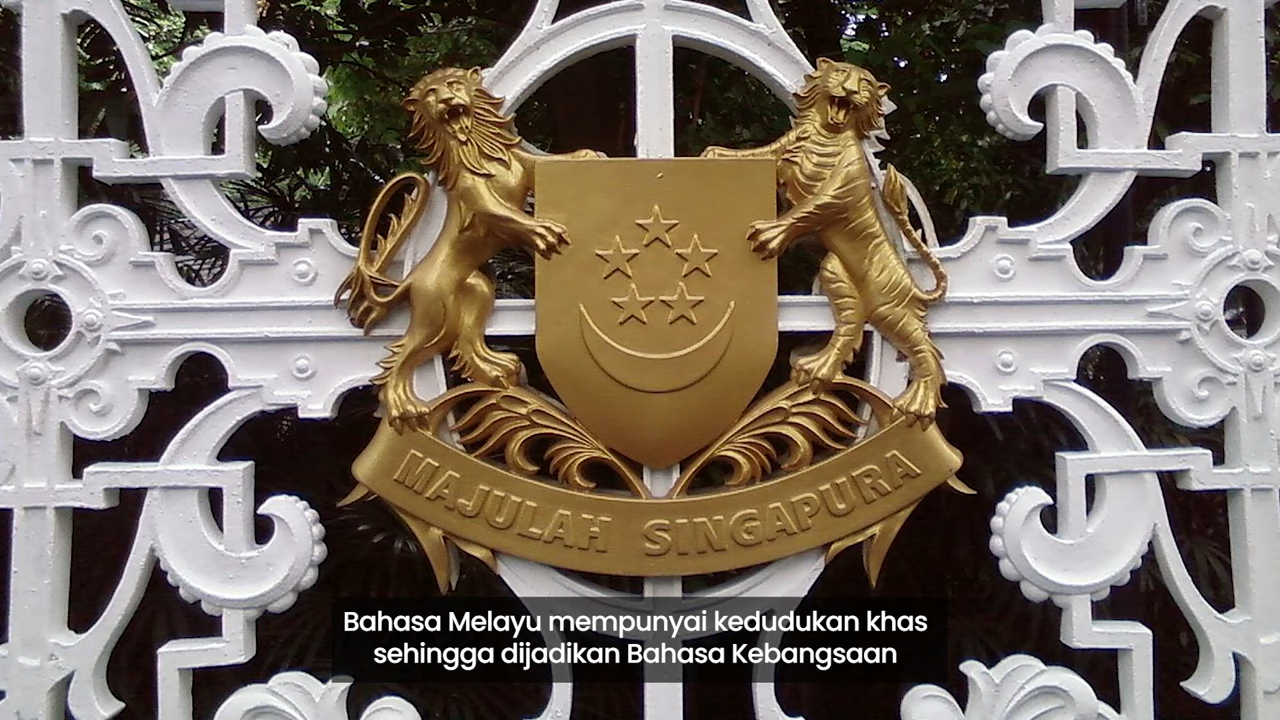 MAJULAH SINGAPURA
Bahasa Melayu mempunyai kedudukan khas
sehingga dijadikan Bahasa Kebangsaan